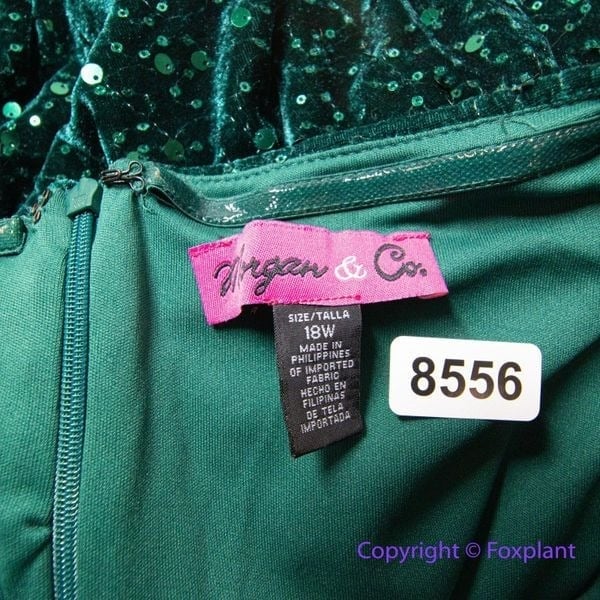 Morgan & Co.
SIZE/TALLA
18W
MADE IN
PHILIPPINES
OF IMPORTED
FABRIC
HECHO EN
FILIPINAS
DE TELA
IMPORTADA
8556
Copyright © Foxplant